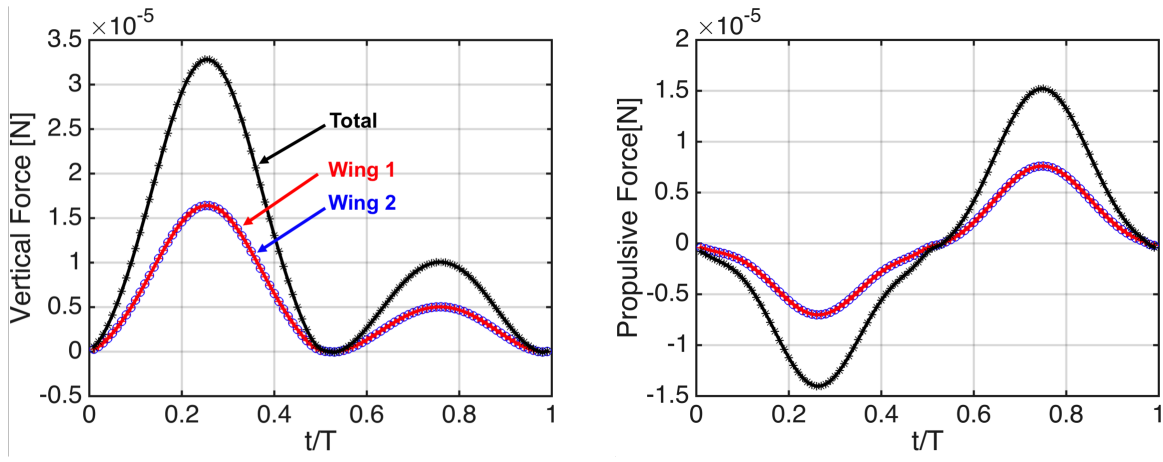 ×10⁻⁵
3.5
3
2.5
2
1.5
1
0.5
0
-0.5
Vertical Force [N]
Total
Wing 1
Wing 2
0 0.2 0.4 0.6 0.8 1
t/T
×10⁻⁵
2
1.5
1
0.5
0
-0.5
-1
-1.5
Propulsive Force[N]
0 0.2 0.4 0.6 0.8 1
t/T